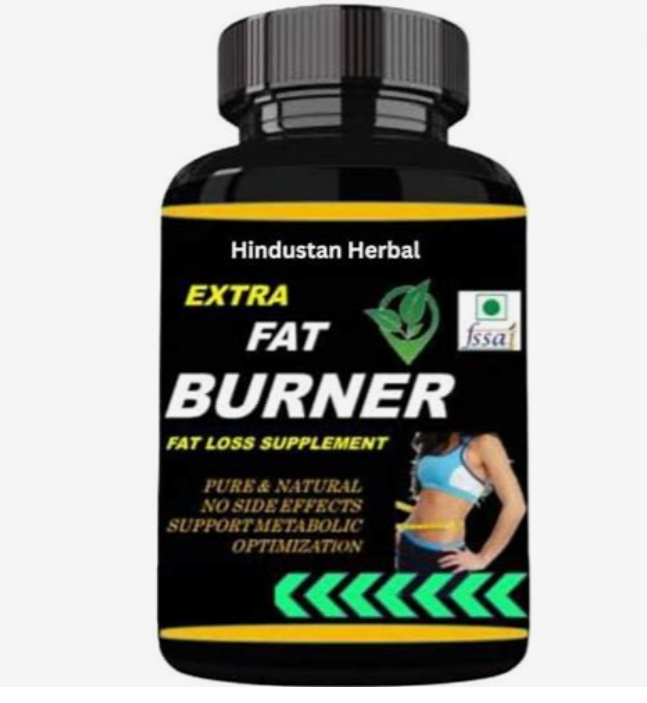 Hindustan Herbal
EXTRA
FAT
BURNER
fssai
FAT LOSS SUPPLEMENT
PURE & NATURAL
NO SIDE EFFECTS
SUPPORT METABOLIC
OPTIMIZATION